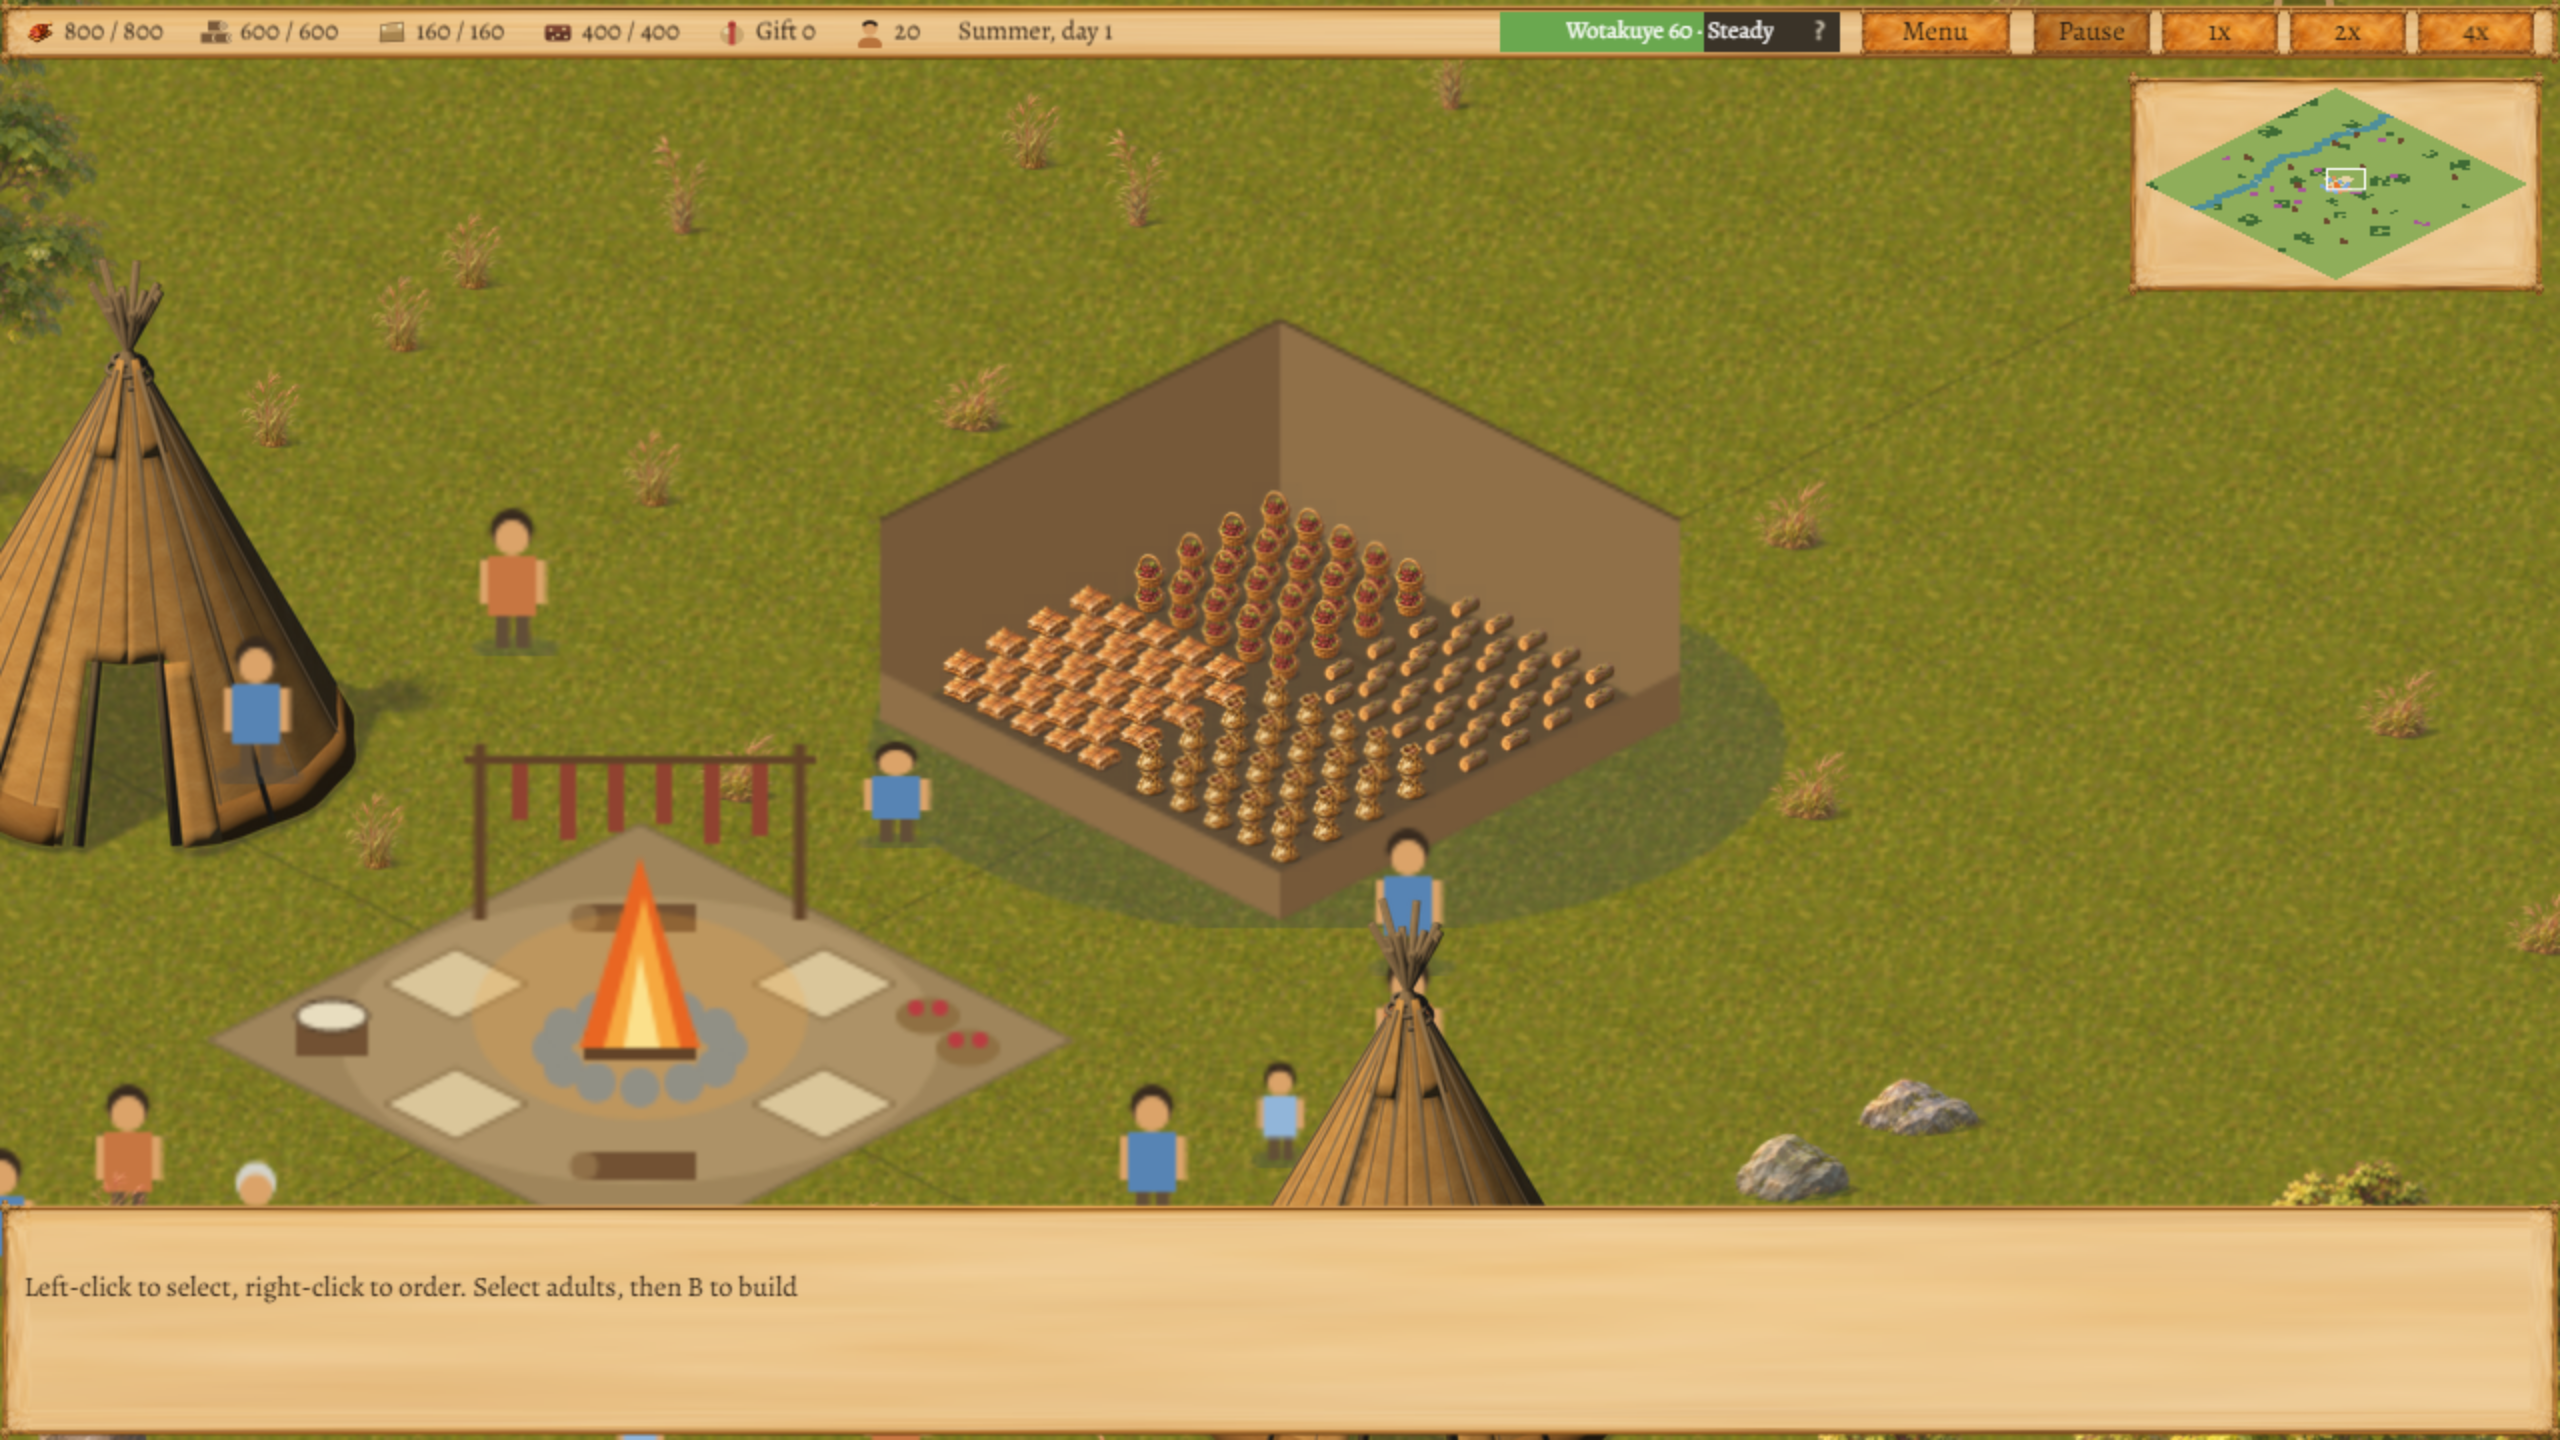 800 / 800 600 / 600 160 / 160 400 / 400 Gift 0 20 Summer, day 1 Wotakuye 60 · Steady ? Menu Pause 1x 2x 4x
Left-click to select, right-click to order. Select adults, then B to build